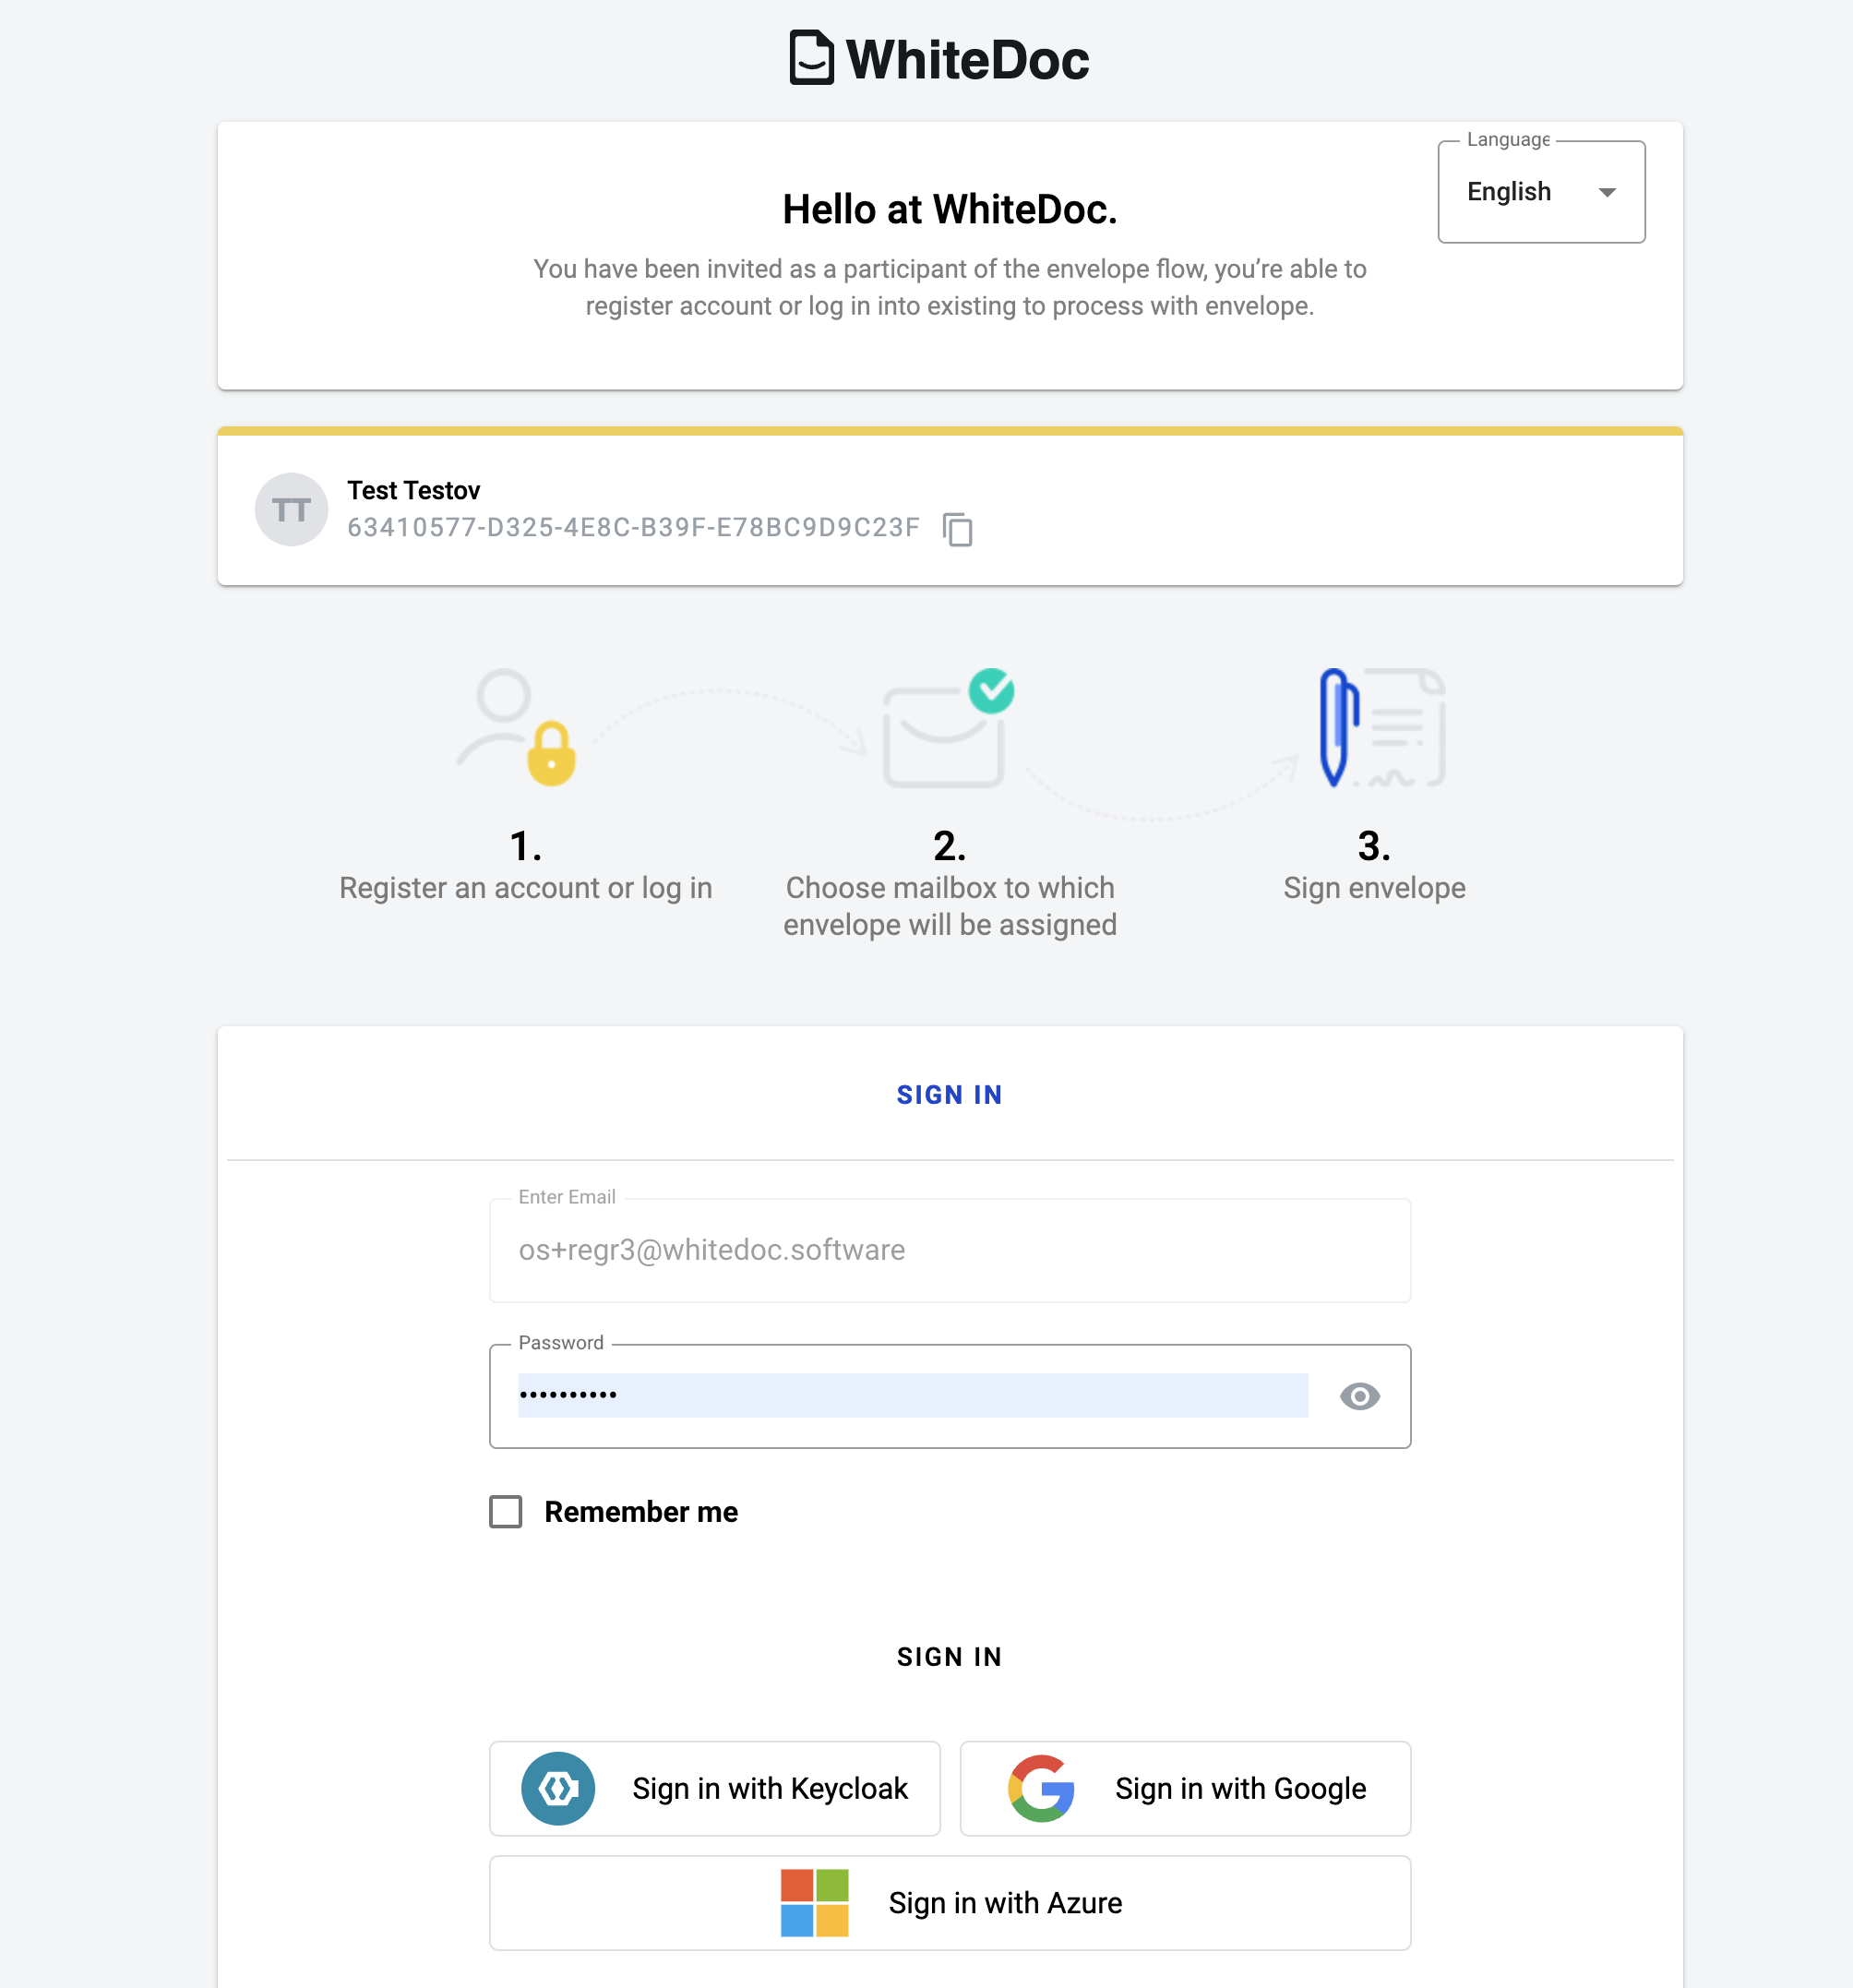 WhiteDoc
Language
English
Hello at WhiteDoc.
You have been invited as a participant of the envelope flow, you’re able to
register account or log in into existing to process with envelope.
TT
Test Testov
63410577-D325-4E8C-B39F-E78BC9D9C23F
1.
Register an account or log in
2.
Choose mailbox to which
envelope will be assigned
3.
Sign envelope
SIGN IN
Enter Email
os+regr3@whitedoc.software
Password
••••••••••
Remember me
SIGN IN
Sign in with Keycloak
Sign in with Google
Sign in with Azure